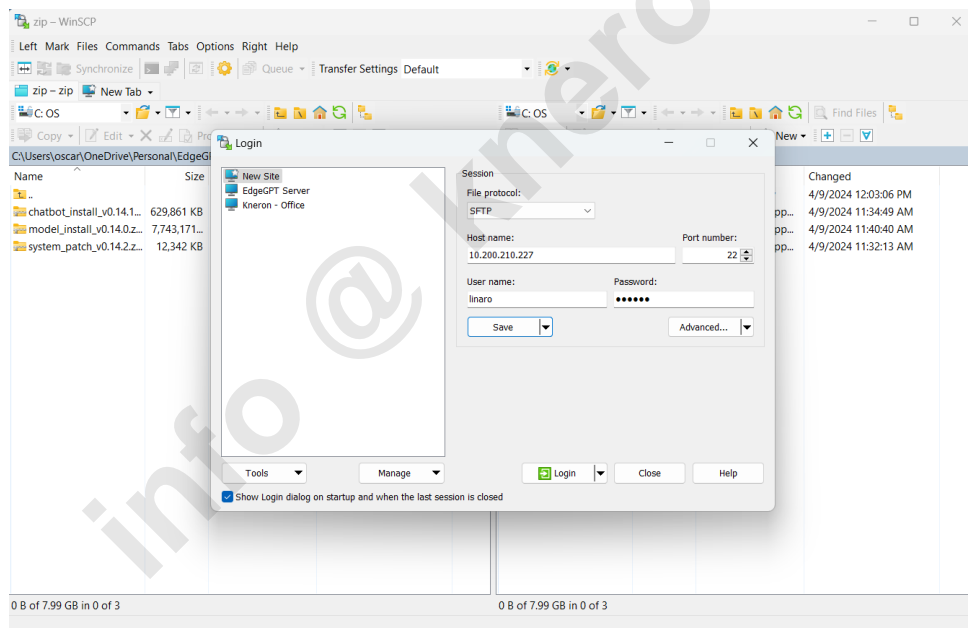 zip – WinSCP
Left Mark Files Commands Tabs Options Right Help
Synchronize Queue Transfer Settings Default
zip – zip New Tab
C: OS C: OS Find Files
Copy Edit New
C:\Users\oscar\OneDrive\Personal\EdgeG
Name Size Changed
.. 4/9/2024 12:03:06 PM
chatbot_install_v0.14.1... 629,861 KB pp... 4/9/2024 11:34:49 AM
model_install_v0.14.0.z... 7,743,171... pp... 4/9/2024 11:40:40 AM
system_patch_v0.14.2.z... 12,342 KB pp... 4/9/2024 11:32:13 AM
Login
New Site
EdgeGPT Server
Kneron - Office
Session
File protocol:
SFTP
Host name: Port number:
10.200.210.227 22
User name: Password:
linaro ●●●●●●
Save Advanced...
Tools Manage Login Close Help
Show Login dialog on startup and when the last session is closed
0 B of 7.99 GB in 0 of 3 0 B of 7.99 GB in 0 of 3
info @ knero